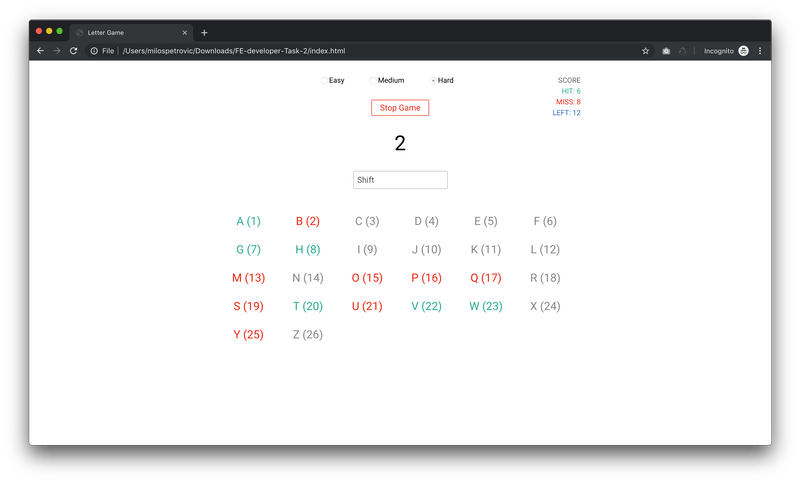 Letter Game
File | /Users/milospetrovic/Downloads/FE-developer-Task-2/index.html
Incognito
Easy Medium Hard
SCORE
HIT: 6
MISS: 8
LEFT: 12
Stop Game
2
Shift
A (1) B (2) C (3) D (4) E (5) F (6)
G (7) H (8) I (9) J (10) K (11) L (12)
M (13) N (14) O (15) P (16) Q (17) R (18)
S (19) T (20) U (21) V (22) W (23) X (24)
Y (25) Z (26)